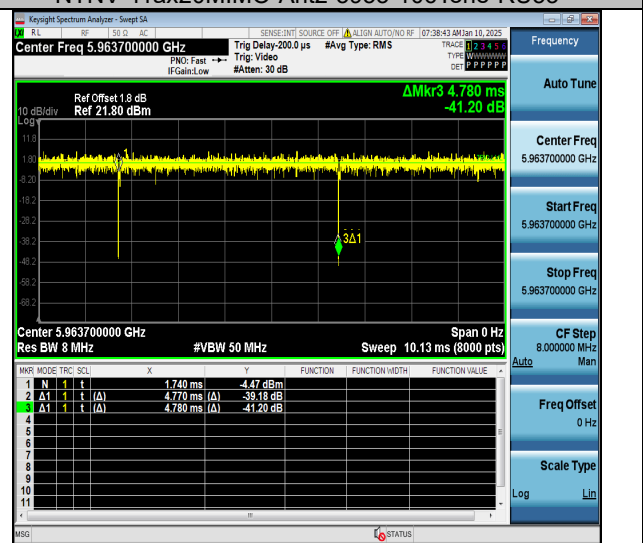 Keysight Spectrum Analyzer - Swept SA
RL RF 50 Ω AC SENSE:INT SOURCE OFF ALIGN AUTO/NO RF 07:38:43 AM Jan 10, 2025
Center Freq 5.963700000 GHz
PNO: Fast
IFGain:Low
Trig Delay-200.0 µs
Trig: Video
#Atten: 30 dB
#Avg Type: RMS
TRACE 1 2 3 4 5 6
TYPE WWWWWW
DET P P P P P P
Ref Offset 1.8 dB
Ref 21.80 dBm
10 dB/div
Log
ΔMkr3 4.780 ms
-41.20 dB
11.8
1.80
-8.20
-18.2
-28.2
-38.2
-48.2
-58.2
-68.2
1
3Δ1
Center 5.963700000 GHz
Span 0 Hz
Res BW 8 MHz
#VBW 50 MHz
Sweep 10.13 ms (8000 pts)
MKR MODE TRC SCL X Y FUNCTION FUNCTION WIDTH FUNCTION VALUE
1 N 1 t 1.740 ms -4.47 dBm
2 Δ1 1 t (Δ) 4.770 ms (Δ) -39.18 dB
3 Δ1 1 t (Δ) 4.780 ms (Δ) -41.20 dB
4
5
6
7
8
9
10
11
MSG
STATUS
Frequency
Auto Tune
Center Freq
5.963700000 GHz
Start Freq
5.963700000 GHz
Stop Freq
5.963700000 GHz
CF Step
8.000000 MHz
Auto Man
Freq Offset
0 Hz
Scale Type
Log Lin